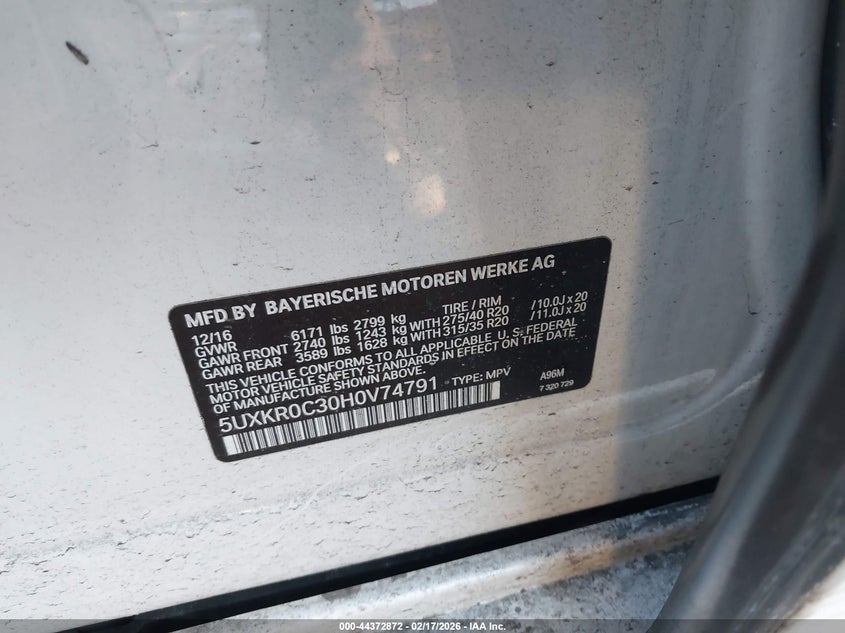 MFD BY BAYERISCHE MOTOREN WERKE AG
12/16
GVWR 6171 lbs 2799 kg TIRE / RIM
GAWR FRONT 2740 lbs 1243 kg WITH 275/40 R20 /10.0J x 20
GAWR REAR 3589 lbs 1628 kg WITH 315/35 R20 /11.0J x 20
THIS VEHICLE CONFORMS TO ALL APPLICABLE U.S. FEDERAL
MOTOR VEHICLE SAFETY STANDARDS IN EFFECT ON THE DATE
OF MANUFACTURE SHOWN ABOVE.
5UXKR0C30H0V74791 TYPE: MPV A96M
7 320 729
000-44372872 - 02/17/2026 - IAA Inc.